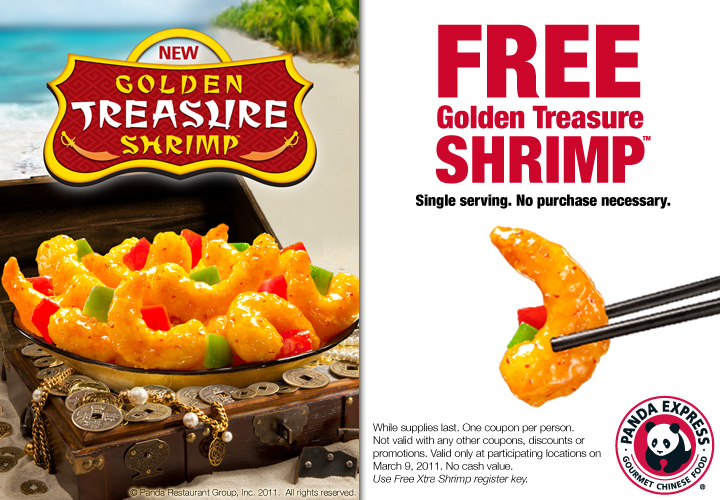 NEW
GOLDEN
TREASURE
SHRIMP
© Panda Restaurant Group, Inc. 2011. All rights reserved.
FREE
Golden Treasure
SHRIMP™
Single serving. No purchase necessary.
While supplies last. One coupon per person.
Not valid with any other coupons, discounts or
promotions. Valid only at participating locations on
March 9, 2011. No cash value.
Use Free Xtra Shrimp register key.
PANDA EXPRESS
GOURMET CHINESE FOOD
®